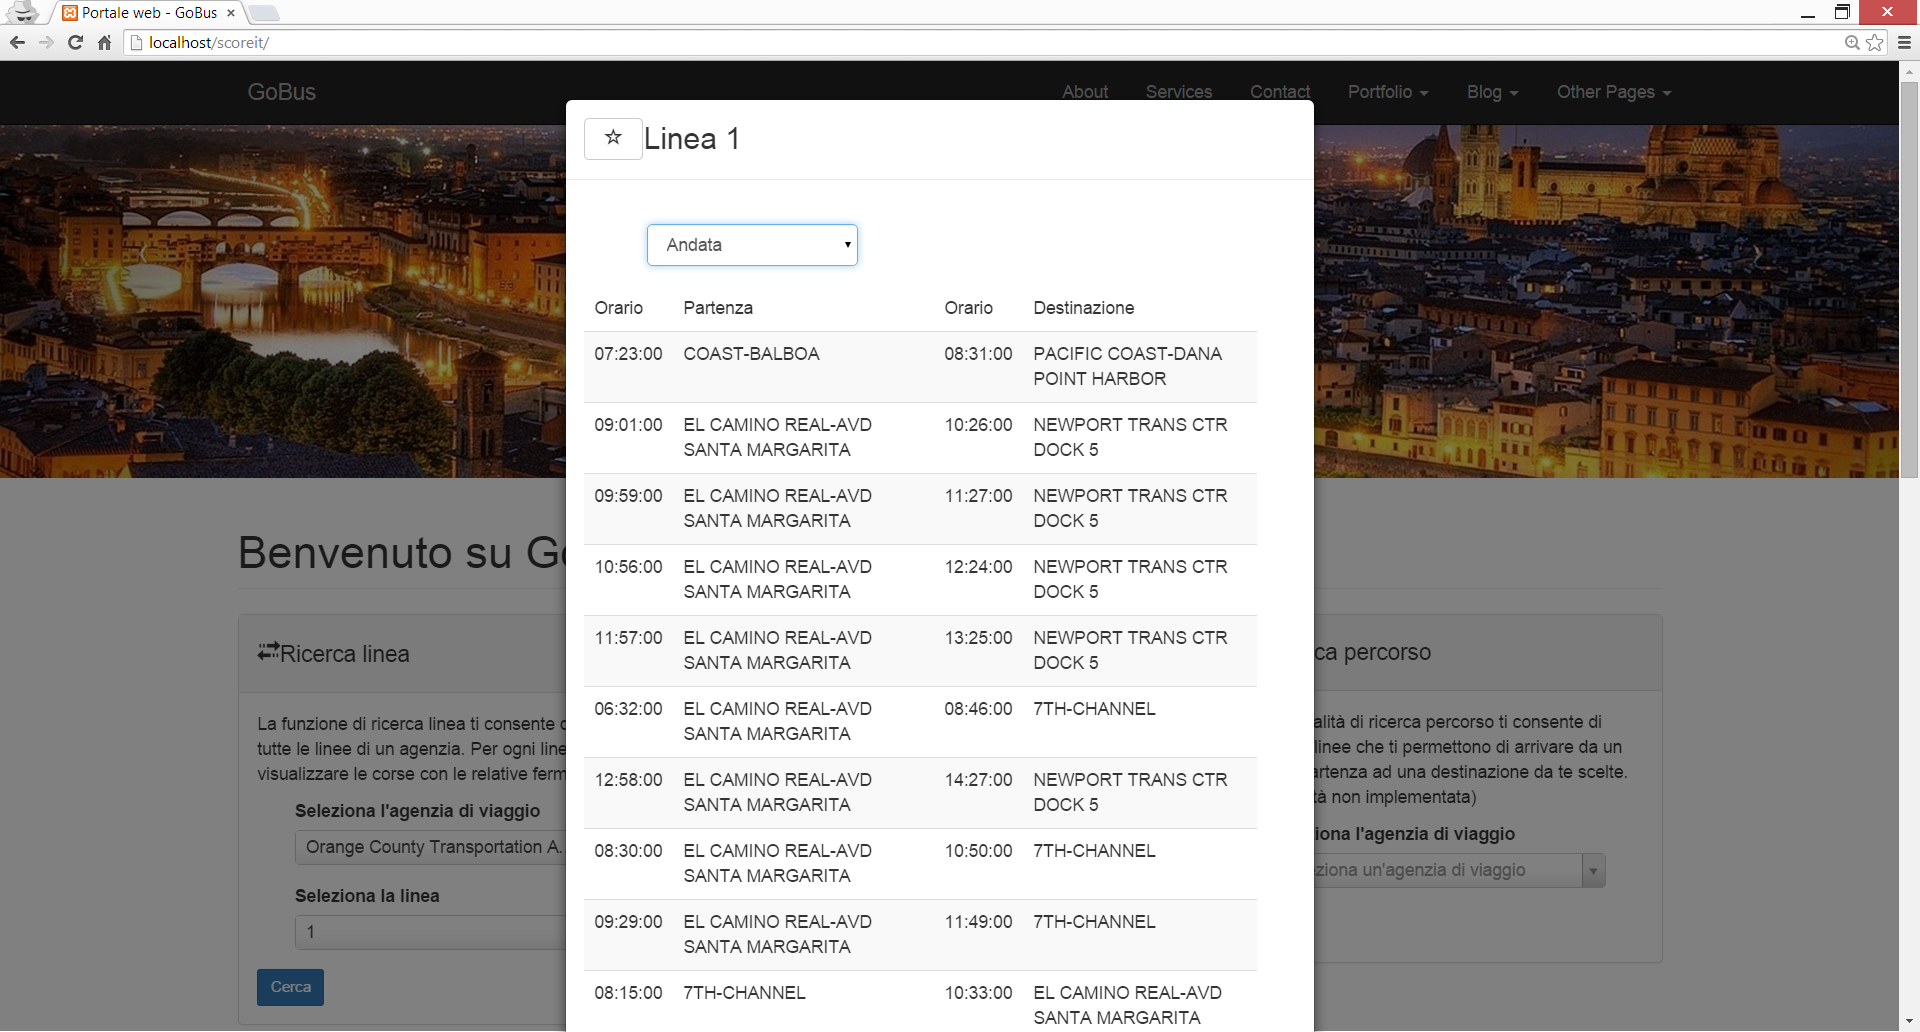 Portale web - GoBus
localhost/scoreit/
GoBus
About Services Contact Portfolio Blog Other Pages
Linea 1
Andata
Orario Partenza Orario Destinazione
07:23:00 COAST-BALBOA 08:31:00 PACIFIC COAST-DANA
POINT HARBOR
09:01:00 EL CAMINO REAL-AVD 10:26:00 NEWPORT TRANS CTR
SANTA MARGARITA DOCK 5
09:59:00 EL CAMINO REAL-AVD 11:27:00 NEWPORT TRANS CTR
SANTA MARGARITA DOCK 5
10:56:00 EL CAMINO REAL-AVD 12:24:00 NEWPORT TRANS CTR
SANTA MARGARITA DOCK 5
11:57:00 EL CAMINO REAL-AVD 13:25:00 NEWPORT TRANS CTR
SANTA MARGARITA DOCK 5
06:32:00 EL CAMINO REAL-AVD 08:46:00 7TH-CHANNEL
SANTA MARGARITA
12:58:00 EL CAMINO REAL-AVD 14:27:00 NEWPORT TRANS CTR
SANTA MARGARITA DOCK 5
08:30:00 EL CAMINO REAL-AVD 10:50:00 7TH-CHANNEL
SANTA MARGARITA
09:29:00 EL CAMINO REAL-AVD 11:49:00 7TH-CHANNEL
SANTA MARGARITA
08:15:00 7TH-CHANNEL 10:33:00 EL CAMINO REAL-AVD
SANTA MARGARITA
Benvenuto su G
Ricerca linea
La funzione di ricerca linea ti consente
tutte le linee di un agenzia. Per ogni line
visualizzare le corse con le relative ferm
Seleziona l'agenzia di viaggio
Orange County Transportation A.
Seleziona la linea
1
Cerca
ca percorso
alità di ricerca percorso ti consente di
linee che ti permettono di arrivare da un
artenza ad una destinazione da te scelte.
tà non implementata)
iona l'agenzia di viaggio
ziona un'agenzia di viaggio